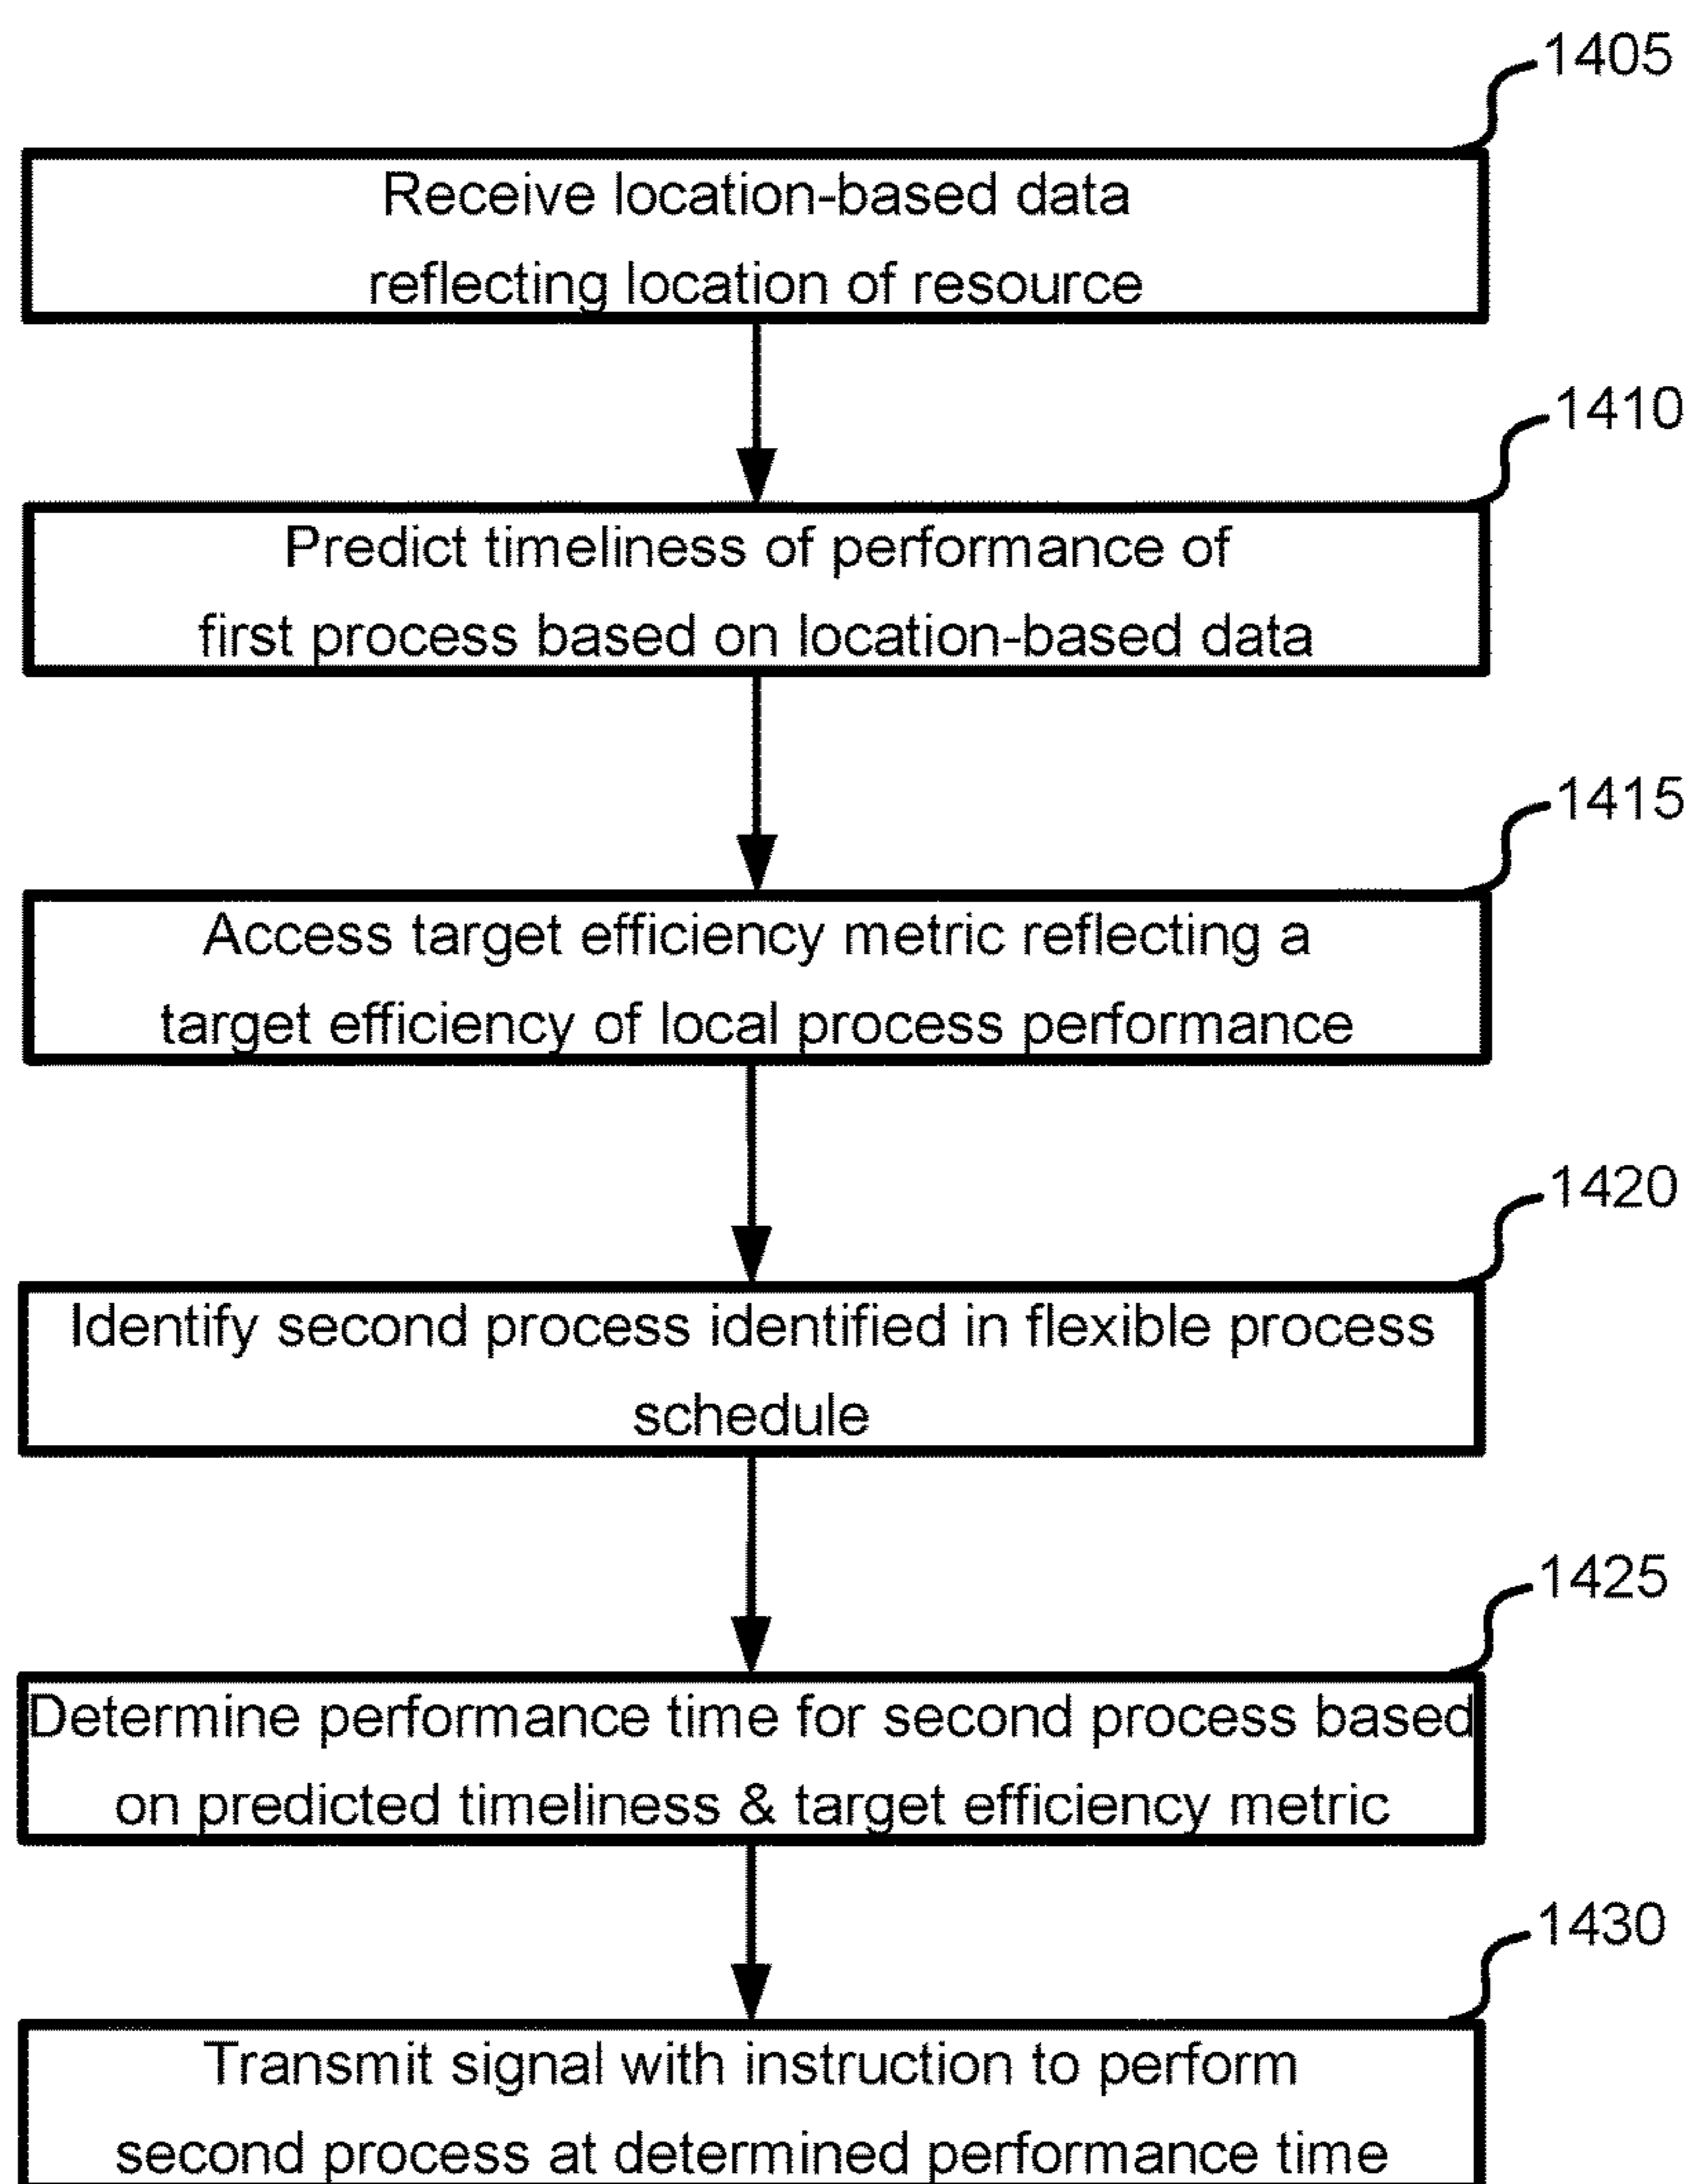 1405
Receive location-based data
reflecting location of resource
1410
Predict timeliness of performance of
first process based on location-based data
1415
Access target efficiency metric reflecting a
target efficiency of local process performance
1420
Identify second process identified in flexible process
schedule
1425
Determine performance time for second process based
on predicted timeliness & target efficiency metric
1430
Transmit signal with instruction to perform
second process at determined performance time